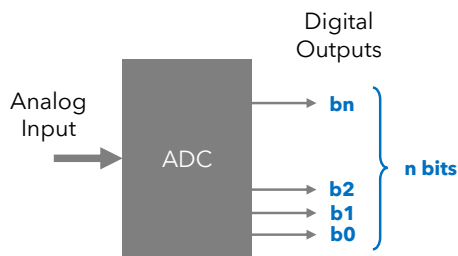 Digital
Outputs
Analog
Input
ADC
bn
n bits
b2
b1
b0